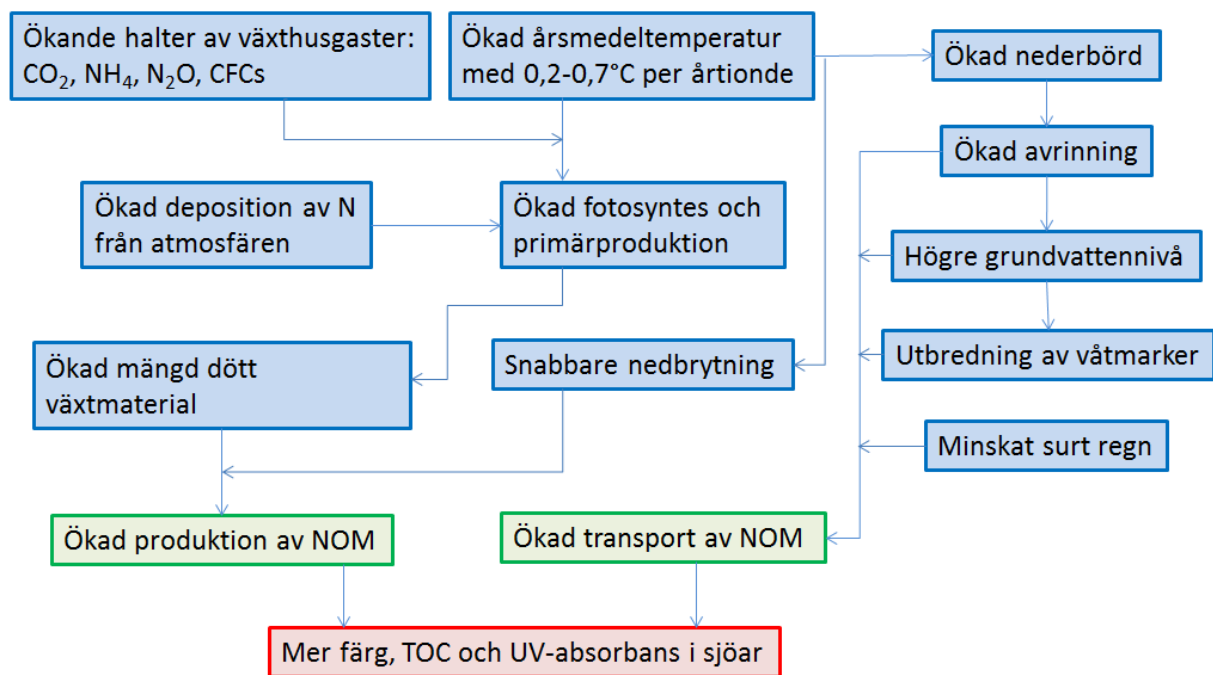 Ökande halter av växthusgaster:
CO₂, NH₄, N₂O, CFCs
Ökad årsmedeltemperatur
med 0,2-0,7°C per årtionde
Ökad nederbörd
Ökad avrinning
Ökad deposition av N
från atmosfären
Ökad fotosyntes och
primärproduktion
Högre grundvattennivå
Ökad mängd dött
växtmaterial
Snabbare nedbrytning
Utbredning av våtmarker
Minskat surt regn
Ökad produktion av NOM
Ökad transport av NOM
Mer färg, TOC och UV-absorbans i sjöar